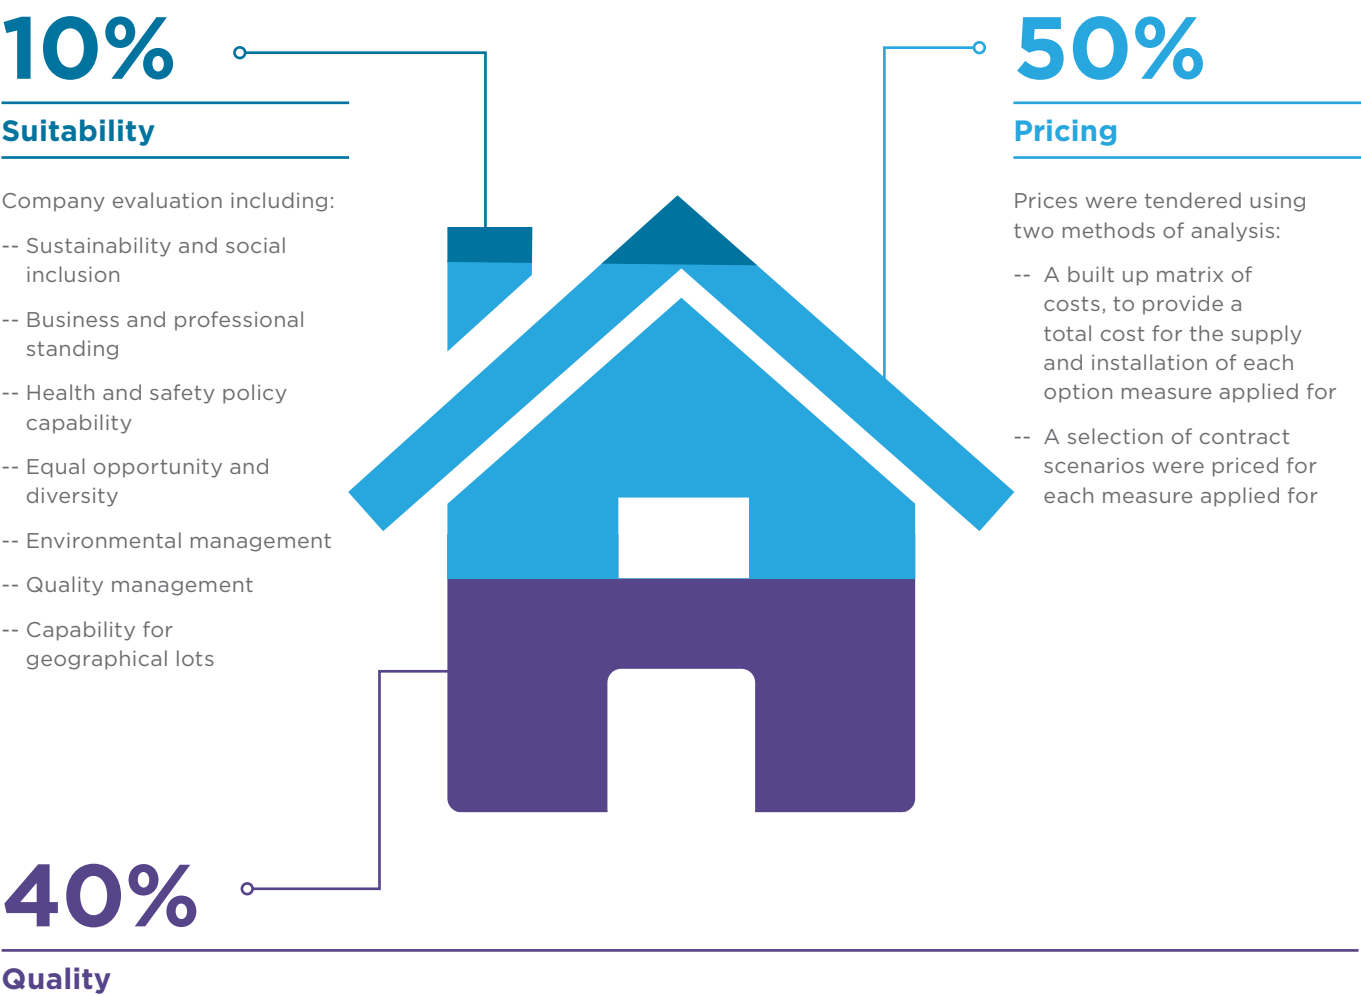 10%
Suitability
Company evaluation including:
-- Sustainability and social
inclusion
-- Business and professional
standing
-- Health and safety policy
capability
-- Equal opportunity and
diversity
-- Environmental management
-- Quality management
-- Capability for
geographical lots
50%
Pricing
Prices were tendered using
two methods of analysis:
-- A built up matrix of
costs, to provide a
total cost for the supply
and installation of each
option measure applied for
-- A selection of contract
scenarios were priced for
each measure applied for
40%
Quality